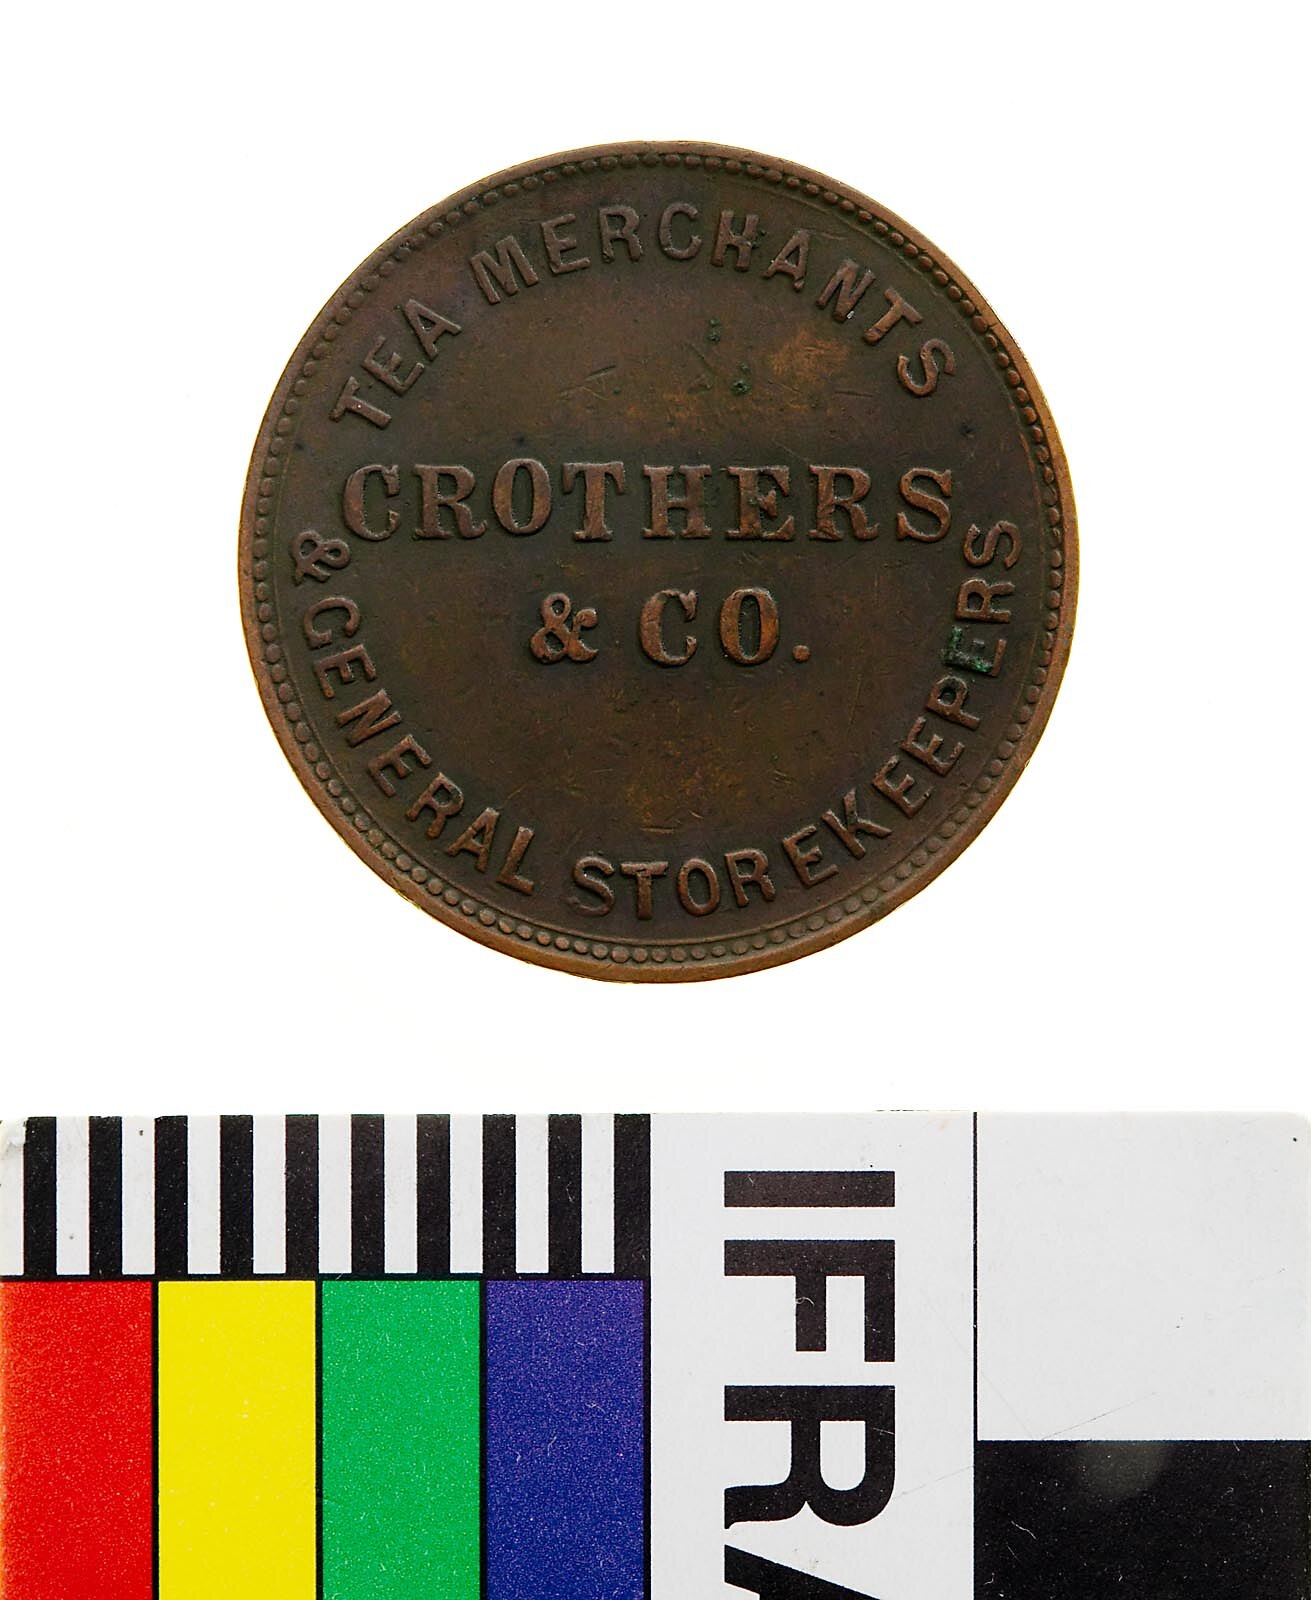 TEA MERCHANTS
CROTHERS
& CO.
& GENERAL STOREKEEPERS
IFRA